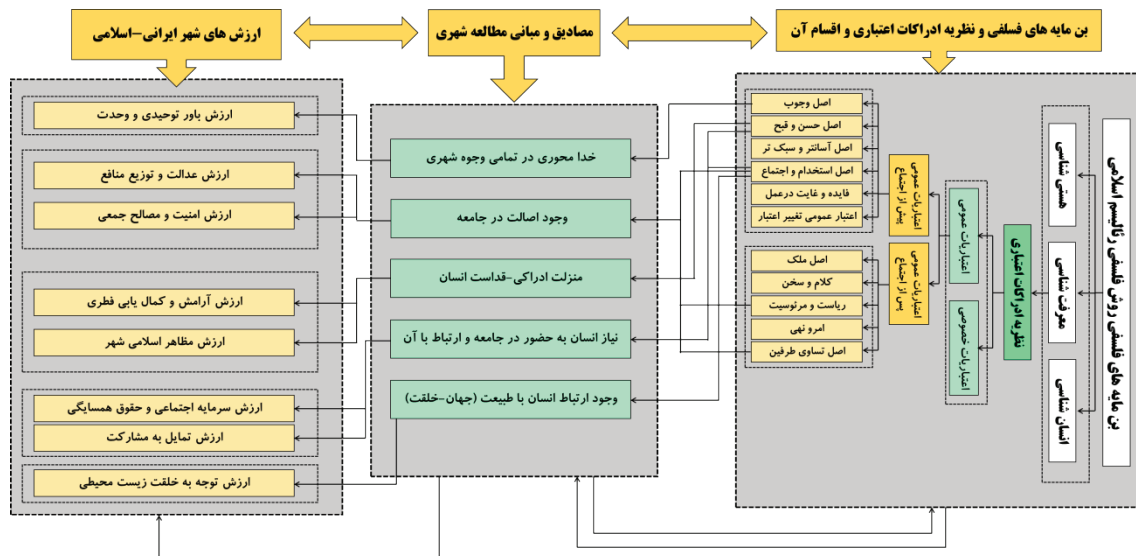 بن مایه های فسلفی و نظریه ادراکات اعتباری و اقسام آن
مصادیق و مبانی مطالعه شهری
ارزش های شهر ایرانی-اسلامی
بن مایه های فلسفی روش فلسفی رئالیسم اسلامی
هستی شناسی
معرفت شناسی
انسان شناسی
نظریه ادراکات اعتباری
اعتباریات عمومی
اعتباریات خصوصی
اعتباریات عمومی
پیش از اجتماع
اعتباریات عمومی
پس از اجتماع
اصل وجوب
اصل حسن و قبح
اصل آسانتر و سبک تر
اصل استخدام و اجتماع
فایده و غایت درعمل
اعتبار عمومی تغییر اعتبار
اصل ملک
کلام و سخن
ریاست و مرئوسیت
امرو نهی
اصل تساوی طرفین
خدا محوری در تمامی وجوه شهری
وجود اصالت در جامعه
منزلت ادراکی-قداست انسان
نیاز انسان به حضور در جامعه و ارتباط با آن
وجود ارتباط انسان با طبیعت (جهان-خلقت)
ارزش باور توحیدی و وحدت
ارزش عدالت و توزیع منافع
ارزش امنیت و مصالح جمعی
ارزش آرامش و کمال یابی فطری
ارزش مظاهر اسلامی شهر
ارزش سرمایه اجتماعی و حقوق همسایگی
ارزش تمایل به مشارکت
ارزش توجه به خلقت زیست محیطی